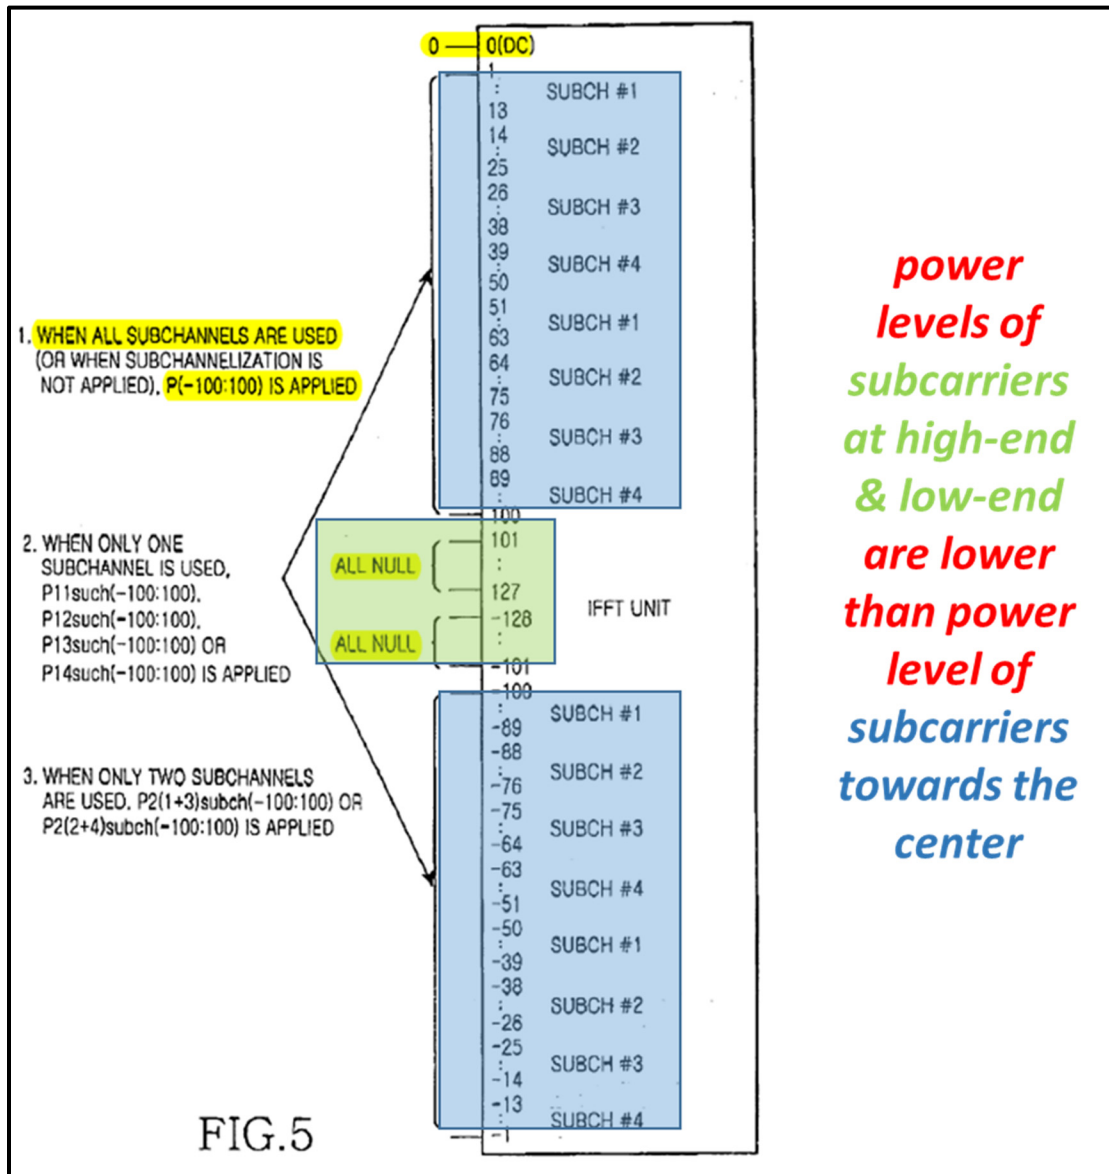 0 — 0(DC)
1
:
13
SUBCH #1
14
:
25
SUBCH #2
26
:
38
SUBCH #3
39
:
50
SUBCH #4
51
:
63
SUBCH #1
64
:
75
SUBCH #2
76
:
88
SUBCH #3
89
:
100
SUBCH #4
101
:
127
ALL NULL
-128
:
-101
ALL NULL
IFFT UNIT
-100
:
-89
SUBCH #1
-88
:
-76
SUBCH #2
-75
:
-64
SUBCH #3
-63
:
-51
SUBCH #4
-50
:
-39
SUBCH #1
-38
:
-26
SUBCH #2
-25
:
-14
SUBCH #3
-13
:
-1
SUBCH #4
1. WHEN ALL SUBCHANNELS ARE USED
(OR WHEN SUBCHANNELIZATION IS
NOT APPLIED), P(-100:100) IS APPLIED
2. WHEN ONLY ONE
SUBCHANNEL IS USED,
P11such(-100:100),
P12such(-100:100),
P13such(-100:100) OR
P14such(-100:100) IS APPLIED
3. WHEN ONLY TWO SUBCHANNELS
ARE USED, P2(1+3)subch(-100:100) OR
P2(2+4)subch(-100:100) IS APPLIED
power
levels of
subcarriers
at high-end
& low-end
are lower
than power
level of
subcarriers
towards the
center
FIG.5